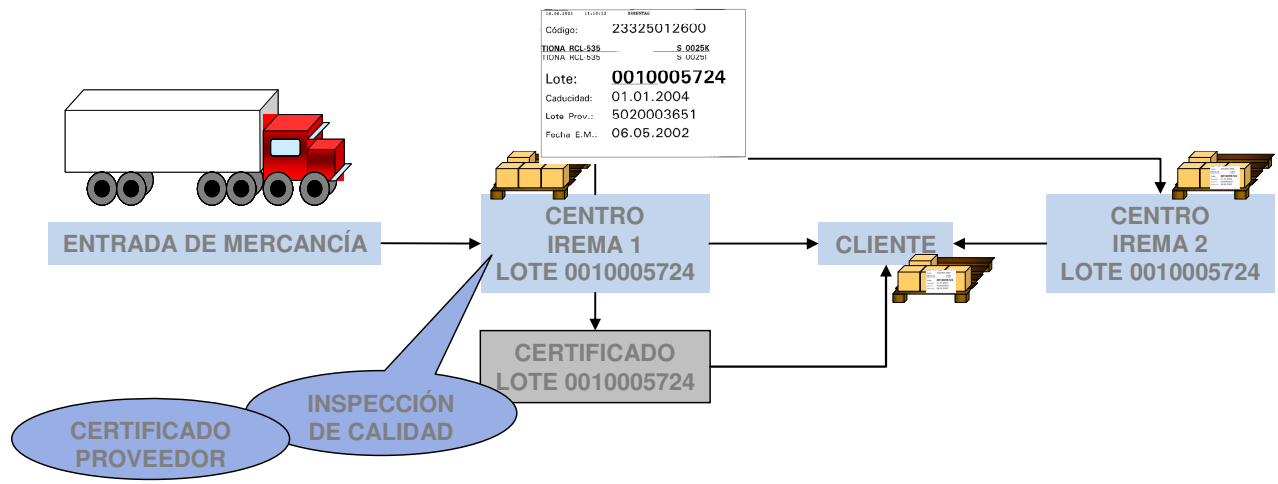 Código: 23325012600
TIONA RCL-535 S 0025K
TIONA RCL-535
Lote: 0010005724
Caducidad: 01.01.2004
Lote Prov.: 5020003651
Fecha E.M.. 06.05.2002
ENTRADA DE MERCANCÍA
CENTRO
IREMA 1
LOTE 0010005724
CLIENTE
CENTRO
IREMA 2
LOTE 0010005724
CERTIFICADO
LOTE 0010005724
INSPECCIÓN
DE CALIDAD
CERTIFICADO
PROVEEDOR